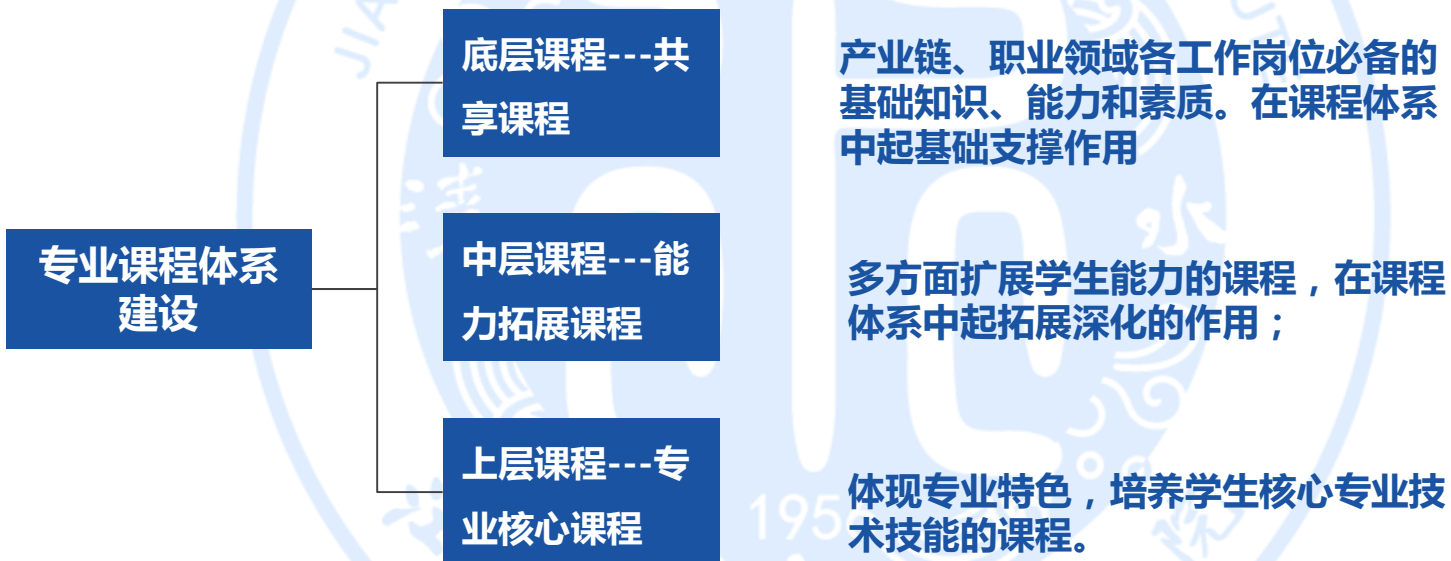 底层课程---共
享课程
产业链、职业领域各工作岗位必备的
基础知识、能力和素质。在课程体系
中起基础支撑作用
专业课程体系
建设
中层课程---能
力拓展课程
多方面扩展学生能力的课程，在课程
体系中起拓展深化的作用；
上层课程---专
业核心课程
体现专业特色，培养学生核心专业技
术技能的课程。